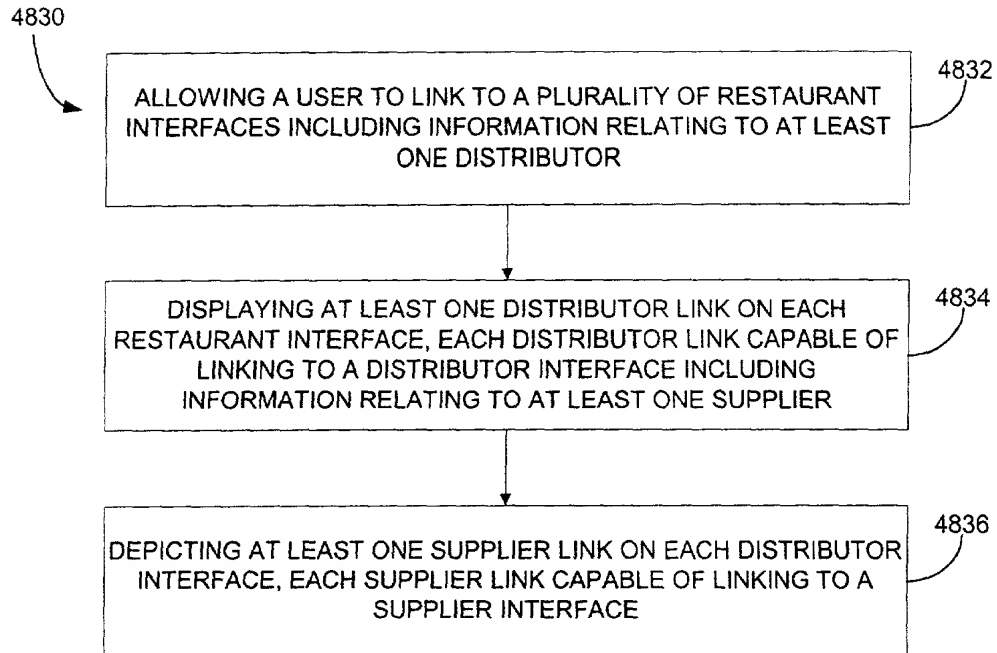 4830
4832
ALLOWING A USER TO LINK TO A PLURALITY OF RESTAURANT
INTERFACES INCLUDING INFORMATION RELATING TO AT LEAST
ONE DISTRIBUTOR
4834
DISPLAYING AT LEAST ONE DISTRIBUTOR LINK ON EACH
RESTAURANT INTERFACE, EACH DISTRIBUTOR LINK CAPABLE OF
LINKING TO A DISTRIBUTOR INTERFACE INCLUDING
INFORMATION RELATING TO AT LEAST ONE SUPPLIER
4836
DEPICTING AT LEAST ONE SUPPLIER LINK ON EACH DISTRIBUTOR
INTERFACE, EACH SUPPLIER LINK CAPABLE OF LINKING TO A
SUPPLIER INTERFACE